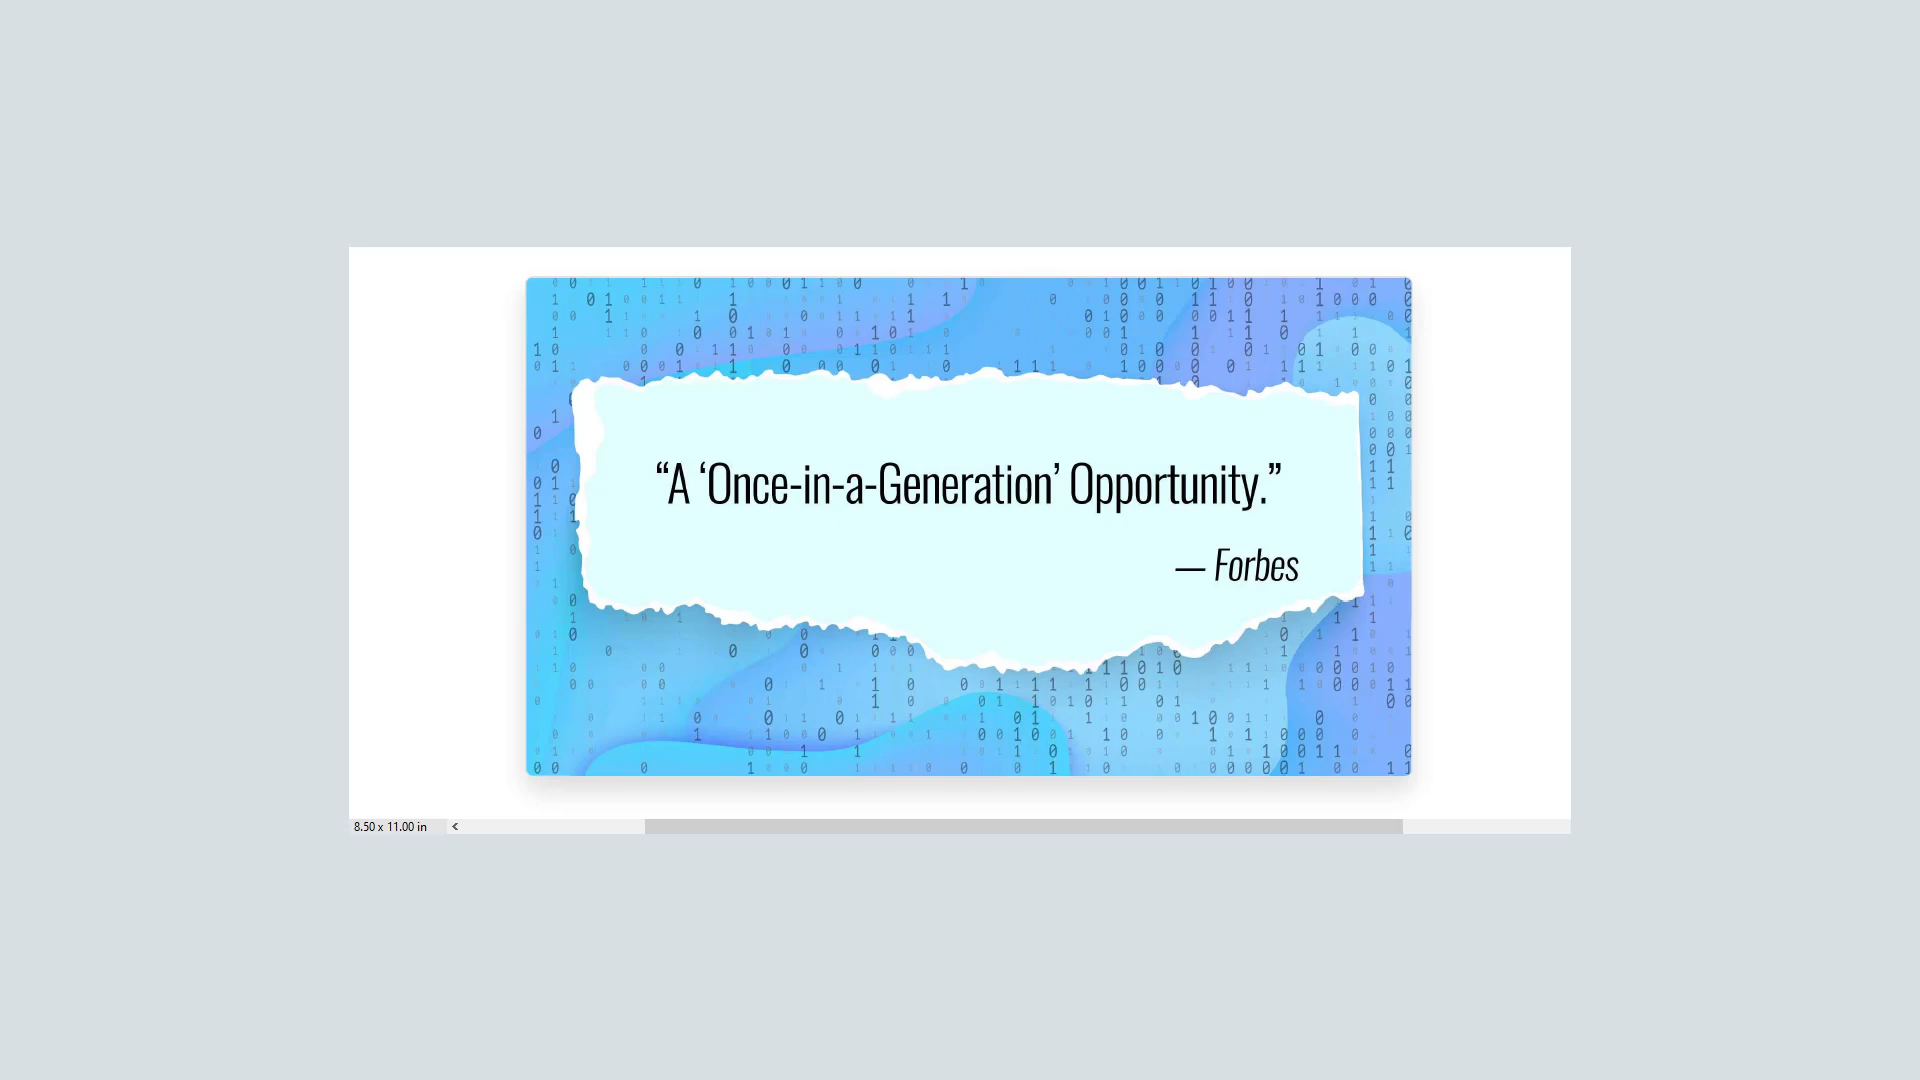 “A ‘Once-in-a-Generation’ Opportunity.”
— Forbes
8.50 x 11.00 in